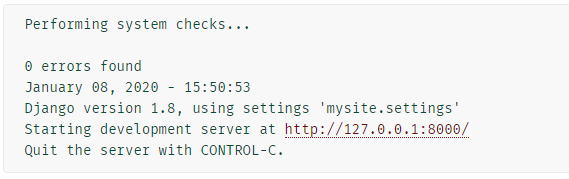 Performing system checks...
0 errors found
January 08, 2020 - 15:50:53
Django version 1.8, using settings 'mysite.settings'
Starting development server at http://127.0.0.1:8000/
Quit the server with CONTROL-C.